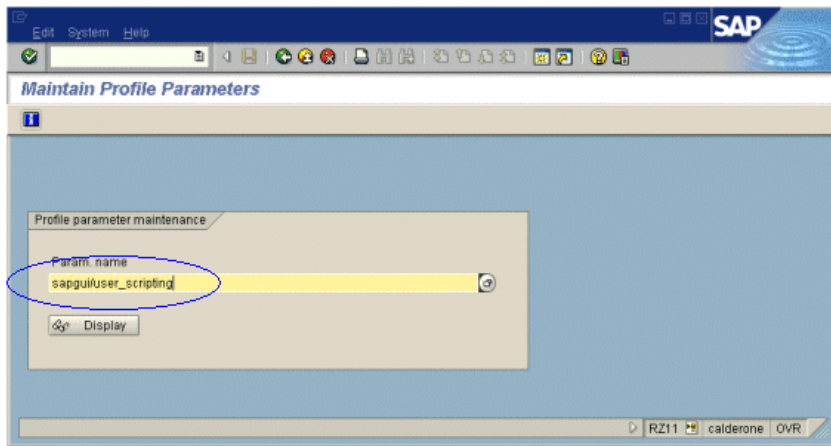 Edit System Help
SAP
Maintain Profile Parameters
Profile parameter maintenance
Param. name
sapgui/user_scripting
Display
RZ11 calderone OVR